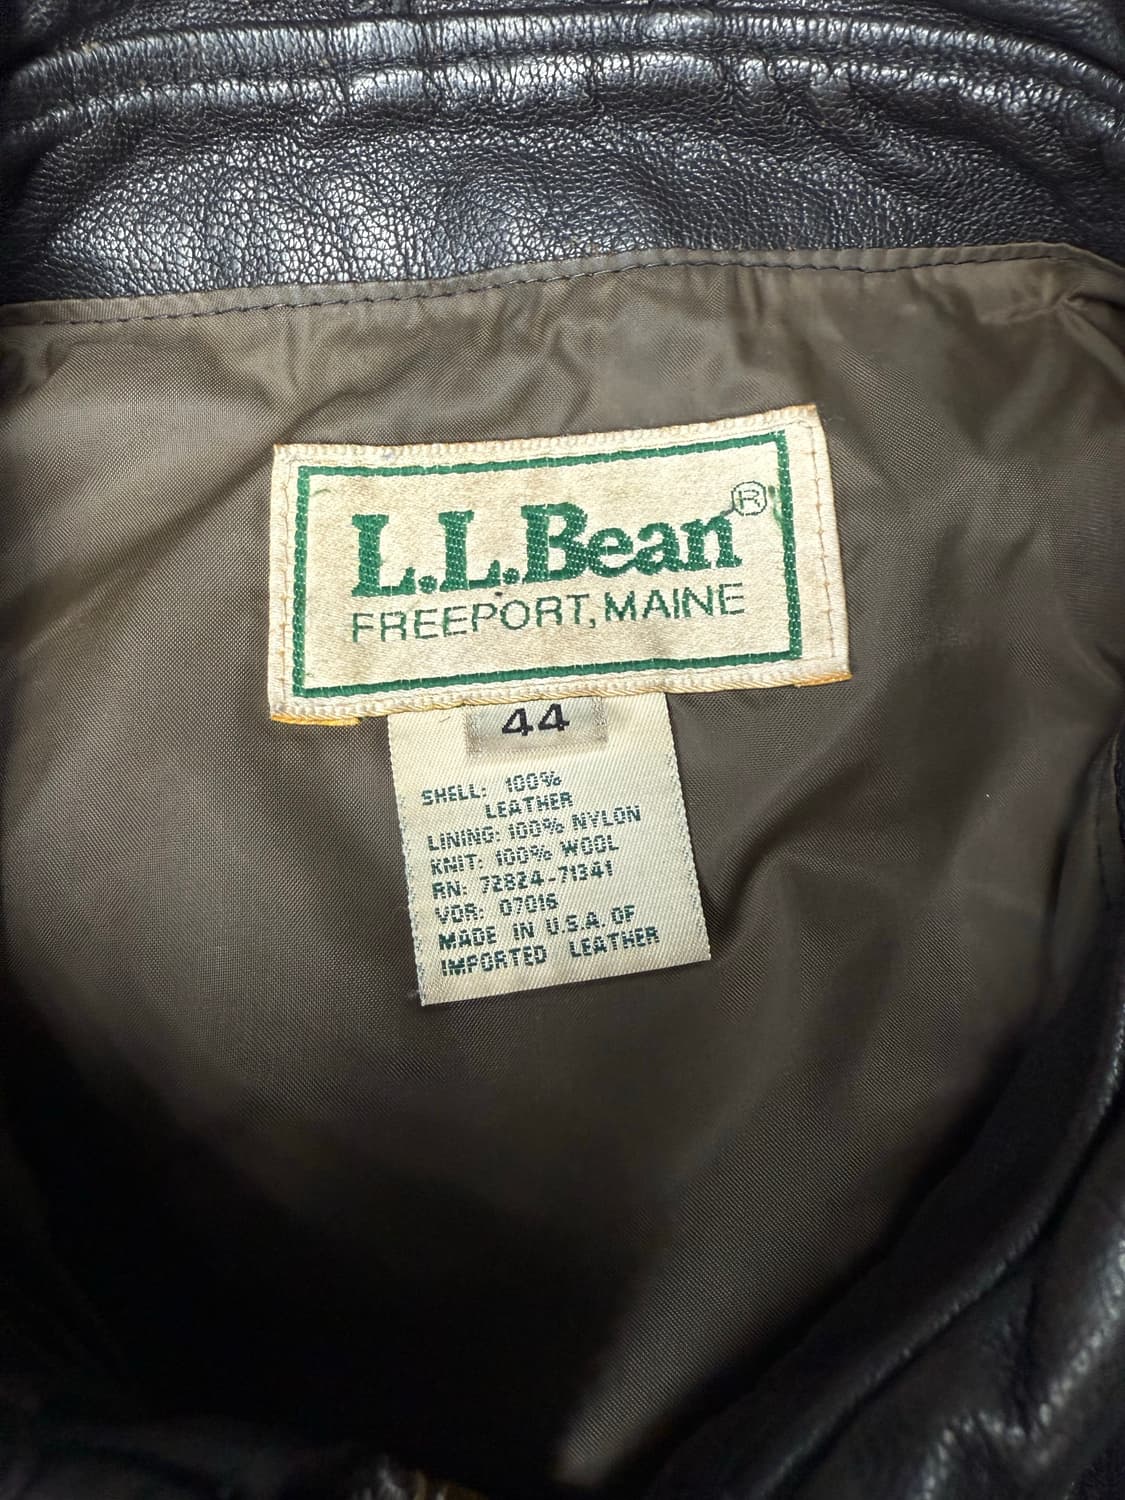 L.L.Bean®
FREEPORT, MAINE
44
SHELL: 100%
LEATHER
LINING: 100% NYLON
KNIT: 100% WOOL
RN: 72824-71341
VDR: 07016
MADE IN U.S.A. OF
IMPORTED LEATHER